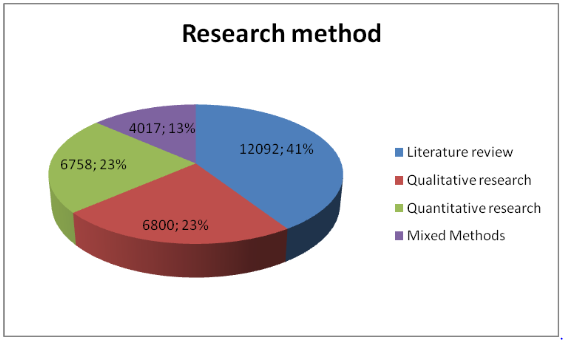 Research method
4017; 13%
12092; 41%
6758; 23%
6800; 23%
Literature review
Qualitative research
Quantitative research
Mixed Methods